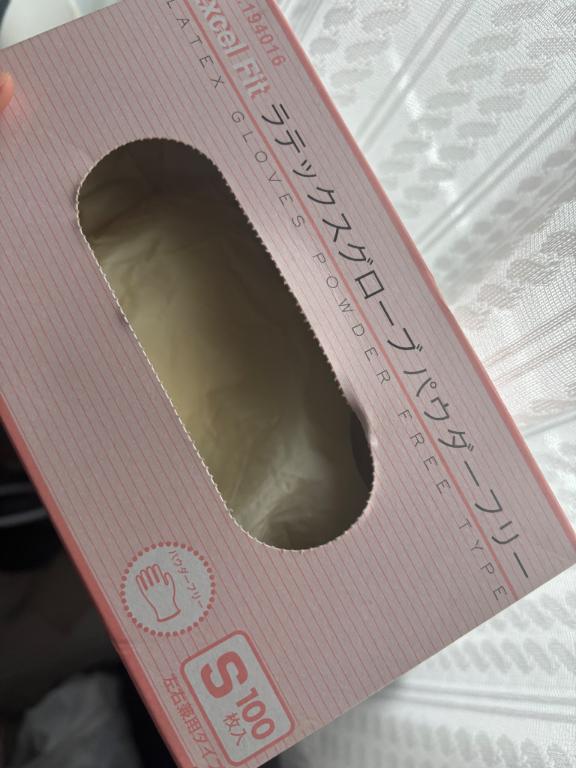 194016
Excel Fit
ラテックスグローブ パウダーフリー
LATEX GLOVES POWDER FREE TYPE
パウダーフリー
S
100
枚入
左右兼用タイプ